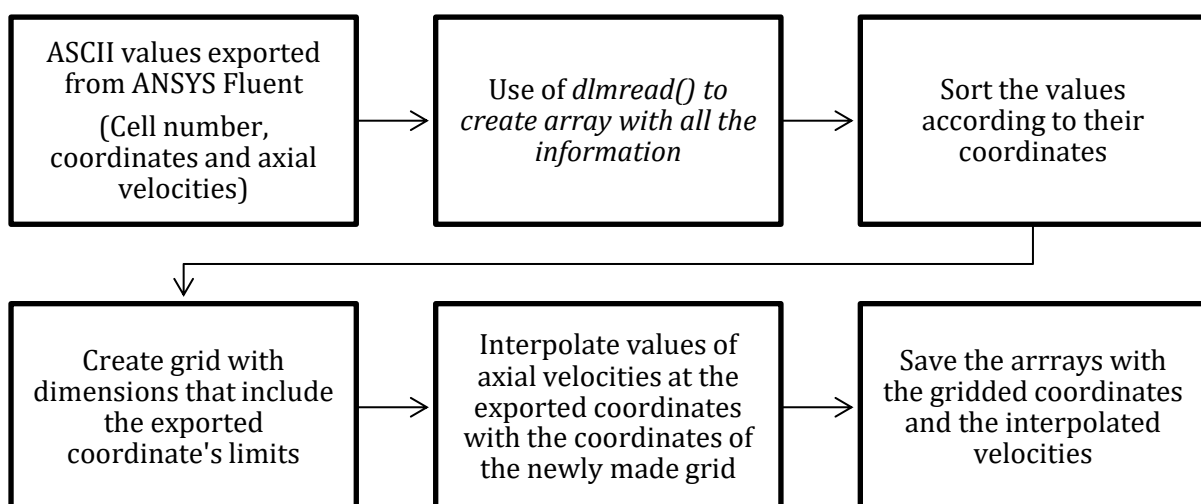 ASCII values exported
from ANSYS Fluent
(Cell number,
coordinates and axial
velocities)
Use of dlmread() to
create array with all the
information
Sort the values
according to their
coordinates
Create grid with
dimensions that include
the exported
coordinate's limits
Interpolate values of
axial velocities at the
exported coordinates
with the coordinates of
the newly made grid
Save the arrrays with
the gridded coordinates
and the interpolated
velocities